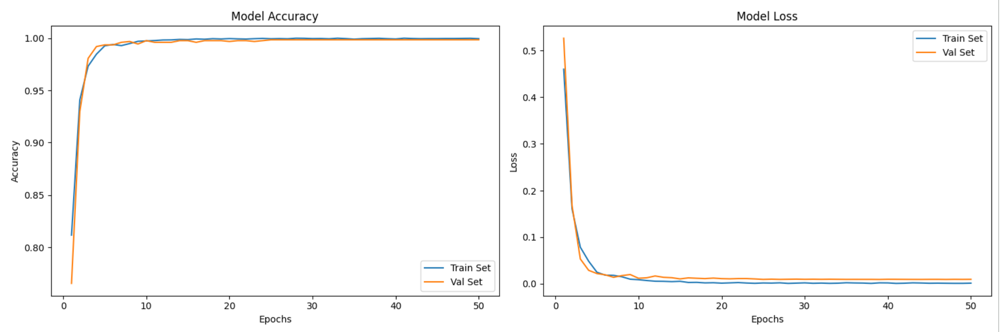 Model Accuracy
1.00
0.95
0.90
0.85
0.80
Accuracy
0
10
20
30
40
50
Epochs
Train Set
Val Set
Model Loss
0.5
0.4
0.3
0.2
0.1
0.0
Loss
0
10
20
30
40
50
Epochs
Train Set
Val Set